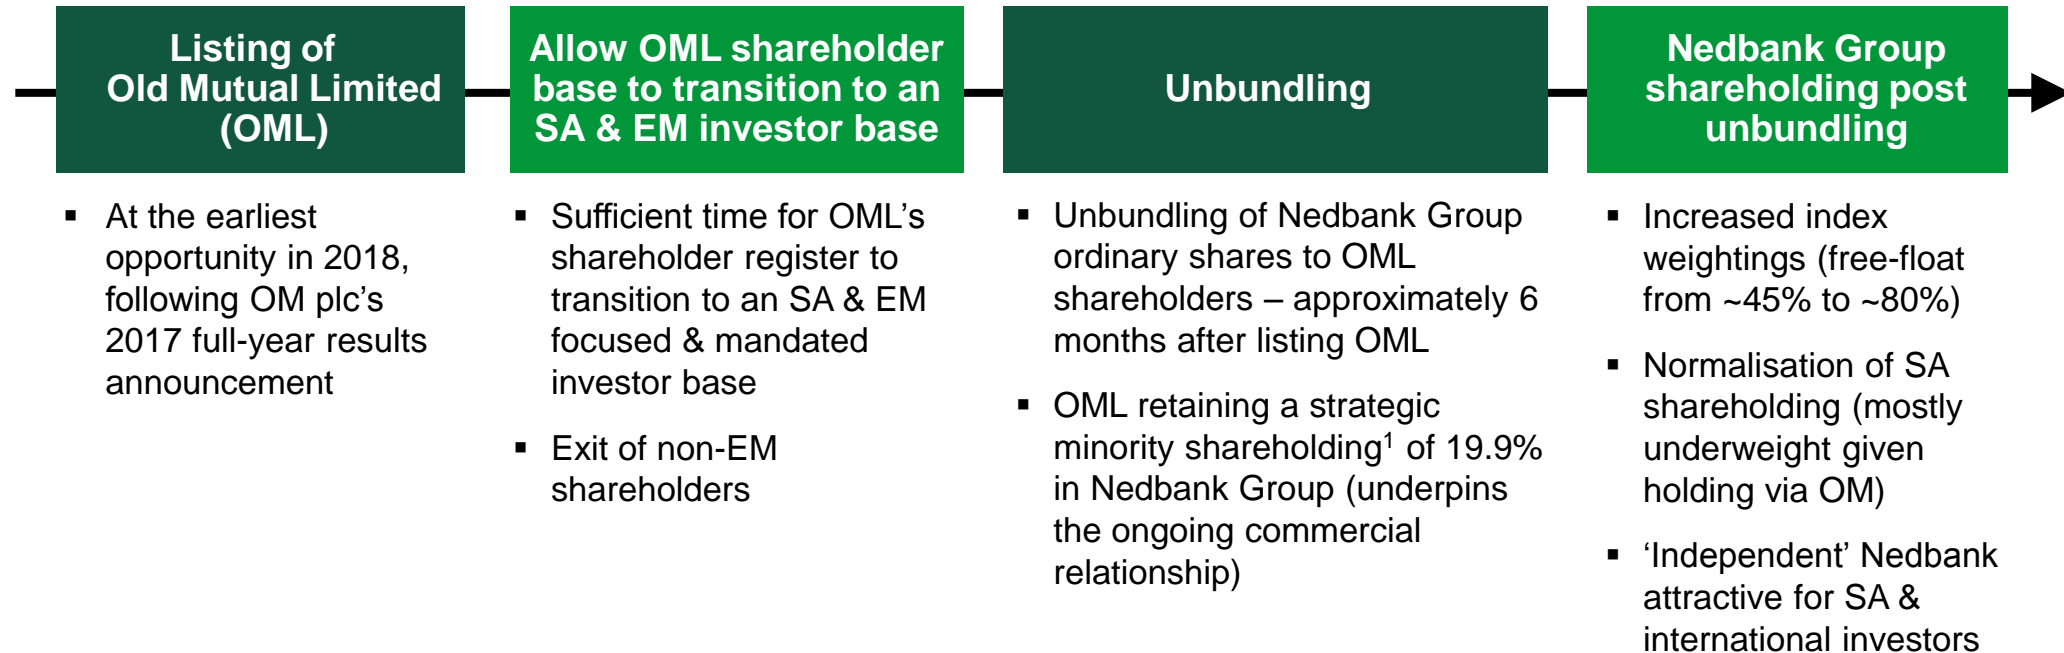 Listing of
Old Mutual Limited
(OML)
▪ At the earliest
opportunity in 2018,
following OM plc’s
2017 full-year results
announcement
Allow OML shareholder
base to transition to an
SA & EM investor base
▪ Sufficient time for OML’s
shareholder register to
transition to an SA & EM
focused & mandated
investor base
▪ Exit of non-EM
shareholders
Unbundling
▪ Unbundling of Nedbank Group
ordinary shares to OML
shareholders – approximately 6
months after listing OML
▪ OML retaining a strategic
minority shareholding¹ of 19.9%
in Nedbank Group (underpins
the ongoing commercial
relationship)
Nedbank Group
shareholding post
unbundling
▪ Increased index
weightings (free-float
from ~45% to ~80%)
▪ Normalisation of SA
shareholding (mostly
underweight given
holding via OM)
▪ ‘Independent’ Nedbank
attractive for SA &
international investors